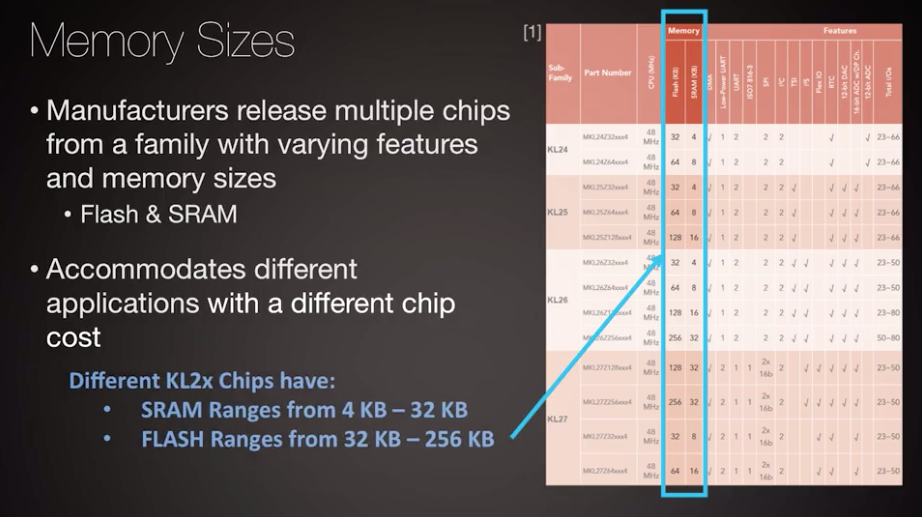 Memory Sizes
• Manufacturers release multiple chips
from a family with varying features
and memory sizes
• Flash & SRAM
• Accommodates different
applications with a different chip
cost
Different KL2x Chips have:
• SRAM Ranges from 4 KB – 32 KB
• FLASH Ranges from 32 KB – 256 KB
[1]
Memory Features
Sub-Family Part Number CPU (MHz) Flash (KB) SRAM (KB) DMA Low-Power UART UART ISO7816-3 SPI I²C TSI I²S Flex IO RTC 12-bit DAC 16-bit ADC w/DP Ch. 12-bit ADC Total I/Os
KL24
MKL24Z32xxx4 48 MHz 32 4 √ 1 2 2 2 √ √ 23–66
MKL24Z64xxx4 48 MHz 64 8 √ 1 2 2 2 √ √ 23–66
KL25
MKL25Z32xxx4 48 MHz 32 4 √ 1 2 2 2 √ √ √ √ 23–66
MKL25Z64xxx4 48 MHz 64 8 √ 1 2 2 2 √ √ √ √ 23–66
MKL25Z128xxx4 48 MHz 128 16 √ 1 2 2 2 √ √ √ √ 23–66
KL26
MKL26Z32xxx4 48 MHz 32 4 √ 1 2 2 2 √ √ √ √ √ 23–50
MKL26Z64xxx4 48 MHz 64 8 √ 1 2 2 2 √ √ √ √ √ 23–50
MKL26Z128xxx4 48 MHz 128 16 √ 1 2 2 2 √ √ √ √ √ 23–80
MKL26Z256xxx4 48 MHz 256 32 √ 1 2 2 2 √ √ √ √ √ 50–80
KL27
MKL27Z128xxx4 48 MHz 128 32 √ 2 1 1 2x 16b 2 √ √ √ √ √ 23–50
MKL27Z256xxx4 48 MHz 256 32 √ 2 1 1 2x 16b 2 √ √ √ √ √ 23–50
MKL27Z32xxx4 48 MHz 32 8 √ 2 1 1 2x 16b 2 √ √ √ 23–50
MKL27Z64xxx4 48 MHz 64 16 √ 2 1 1 2x 16b 2 √ √ √ 23–50